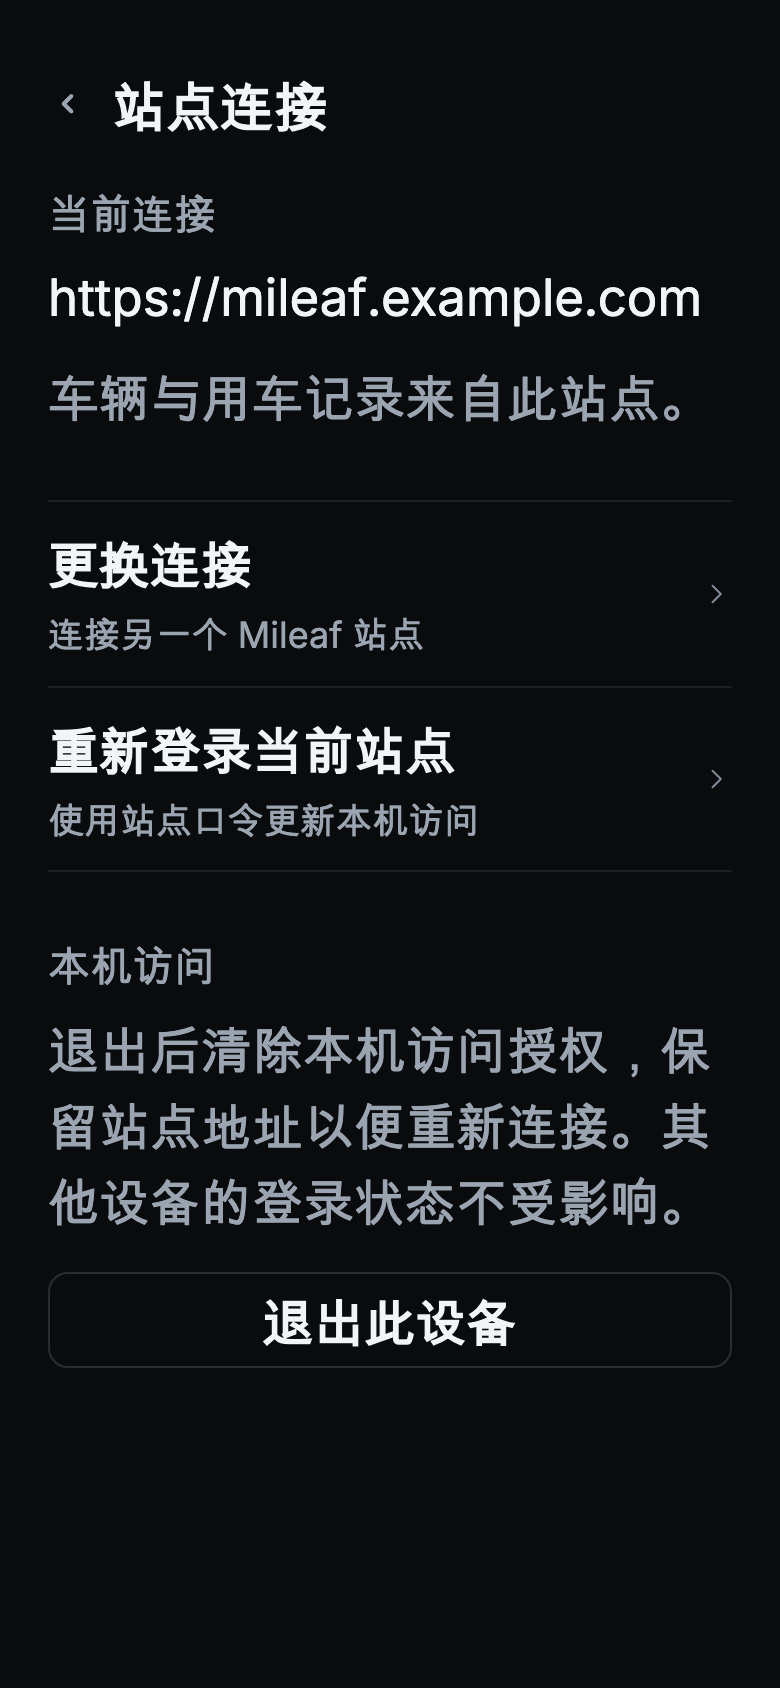 站点连接
当前连接
https://mileaf.example.com
车辆与用车记录来自此站点。
更换连接
连接另一个 Mileaf 站点
重新登录当前站点
使用站点口令更新本机访问
本机访问
退出后清除本机访问授权，保
留站点地址以便重新连接。其
他设备的登录状态不受影响。
退出此设备